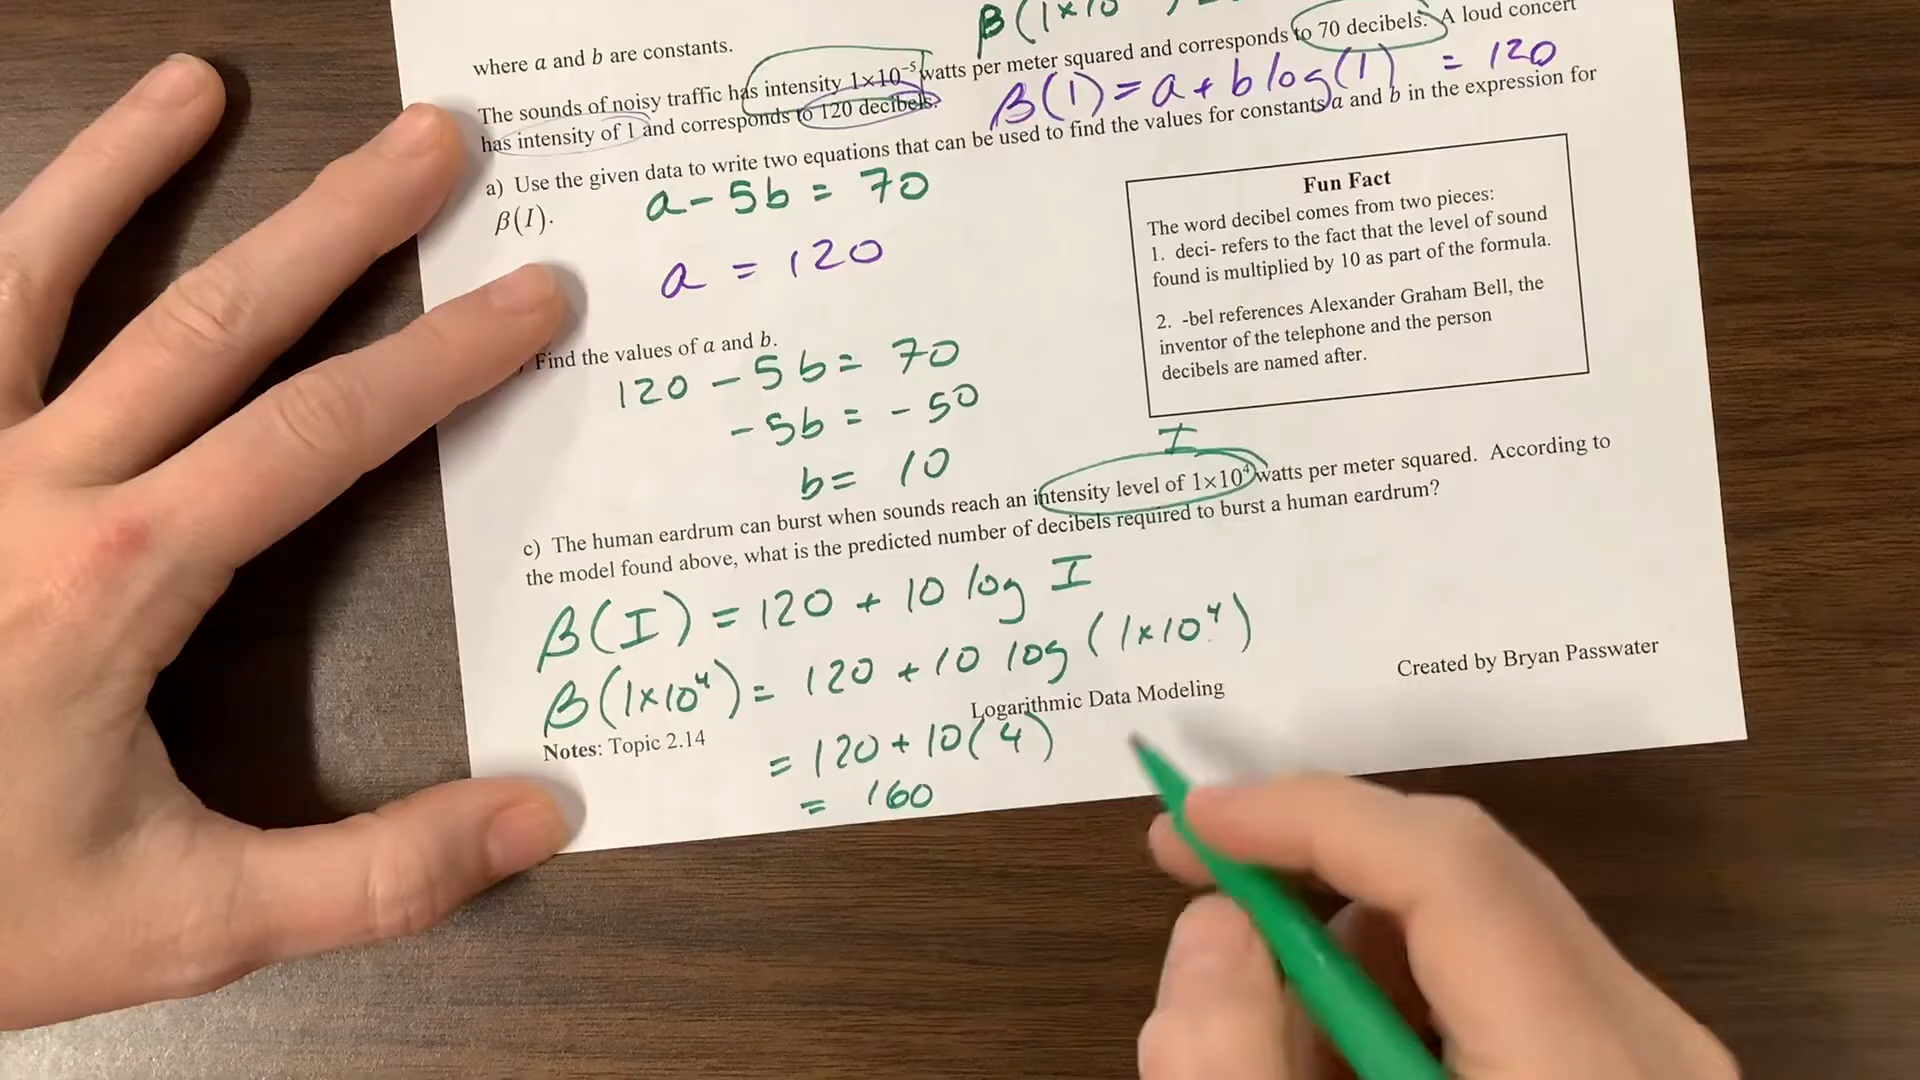 β(1×10
where a and b are constants.
The sounds of noisy traffic has intensity 1×10⁻⁵ watts per meter squared and corresponds to 70 decibels. A loud concert
has intensity of 1 and corresponds to 120 decibels.
β(1) = a + b log(1) = 120
a) Use the given data to write two equations that can be used to find the values for constants a and b in the expression for
β(I).
a - 5b = 70
a = 120
Fun Fact
The word decibel comes from two pieces:
1. deci- refers to the fact that the level of sound
found is multiplied by 10 as part of the formula.
2. -bel references Alexander Graham Bell, the
inventor of the telephone and the person
decibels are named after.
Find the values of a and b.
120 - 5b = 70
-5b = -50
b = 10
I
c) The human eardrum can burst when sounds reach an intensity level of 1×10⁴ watts per meter squared. According to
the model found above, what is the predicted number of decibels required to burst a human eardrum?
β(I) = 120 + 10 log I
β(1×10⁴) = 120 + 10 log(1×10⁴)
= 120 + 10(4)
= 160
Notes: Topic 2.14
Logarithmic Data Modeling
Created by Bryan Passwater